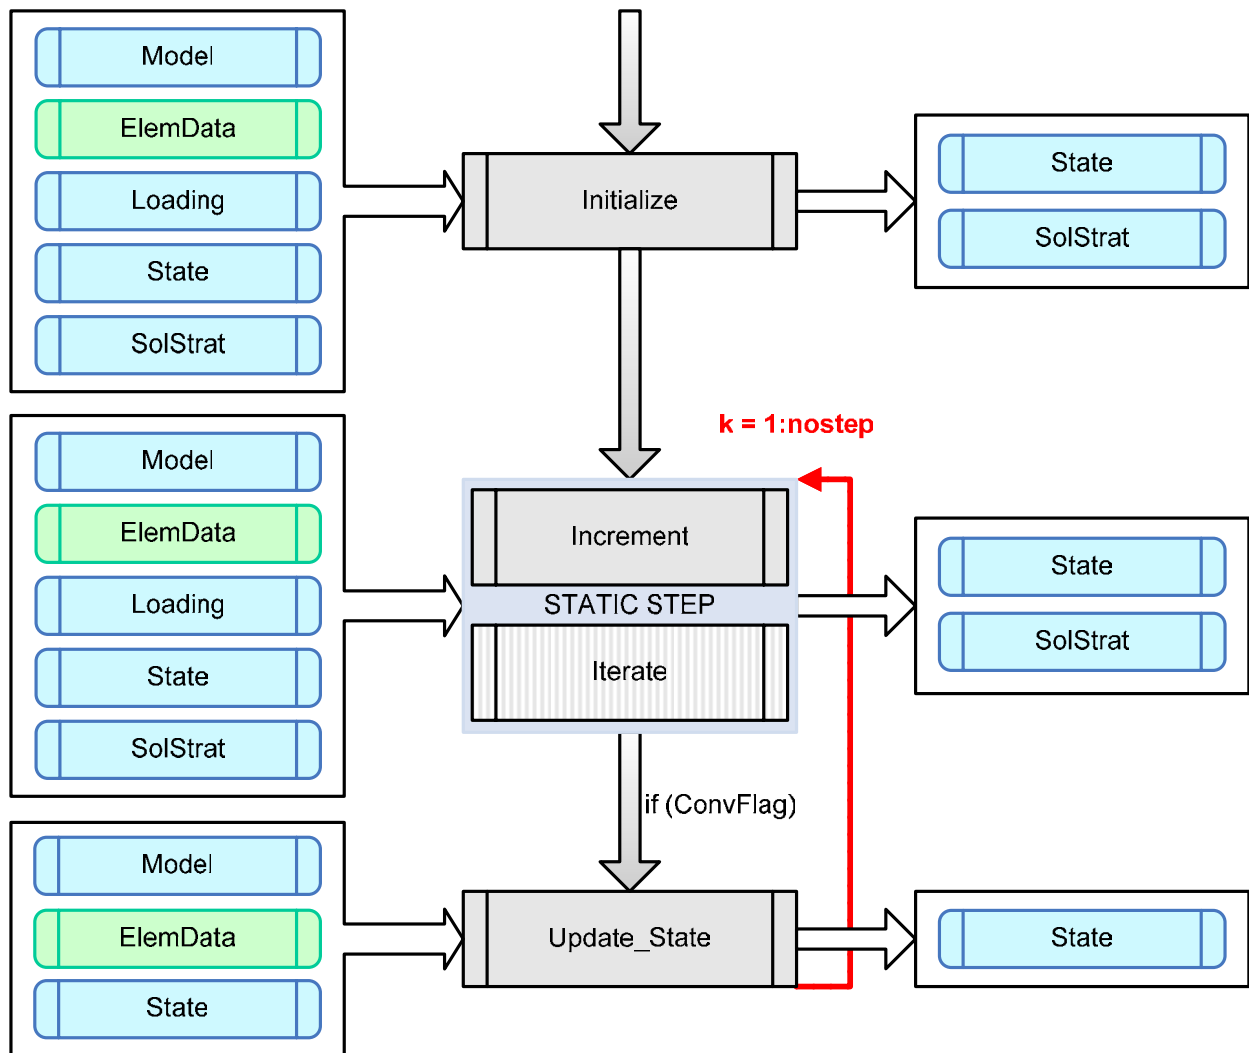 Model
ElemData
Loading
State
SolStrat
Initialize
State
SolStrat
k = 1:nostep
Model
ElemData
Loading
State
SolStrat
Increment
STATIC STEP
Iterate
State
SolStrat
if (ConvFlag)
Model
ElemData
State
Update_State
State